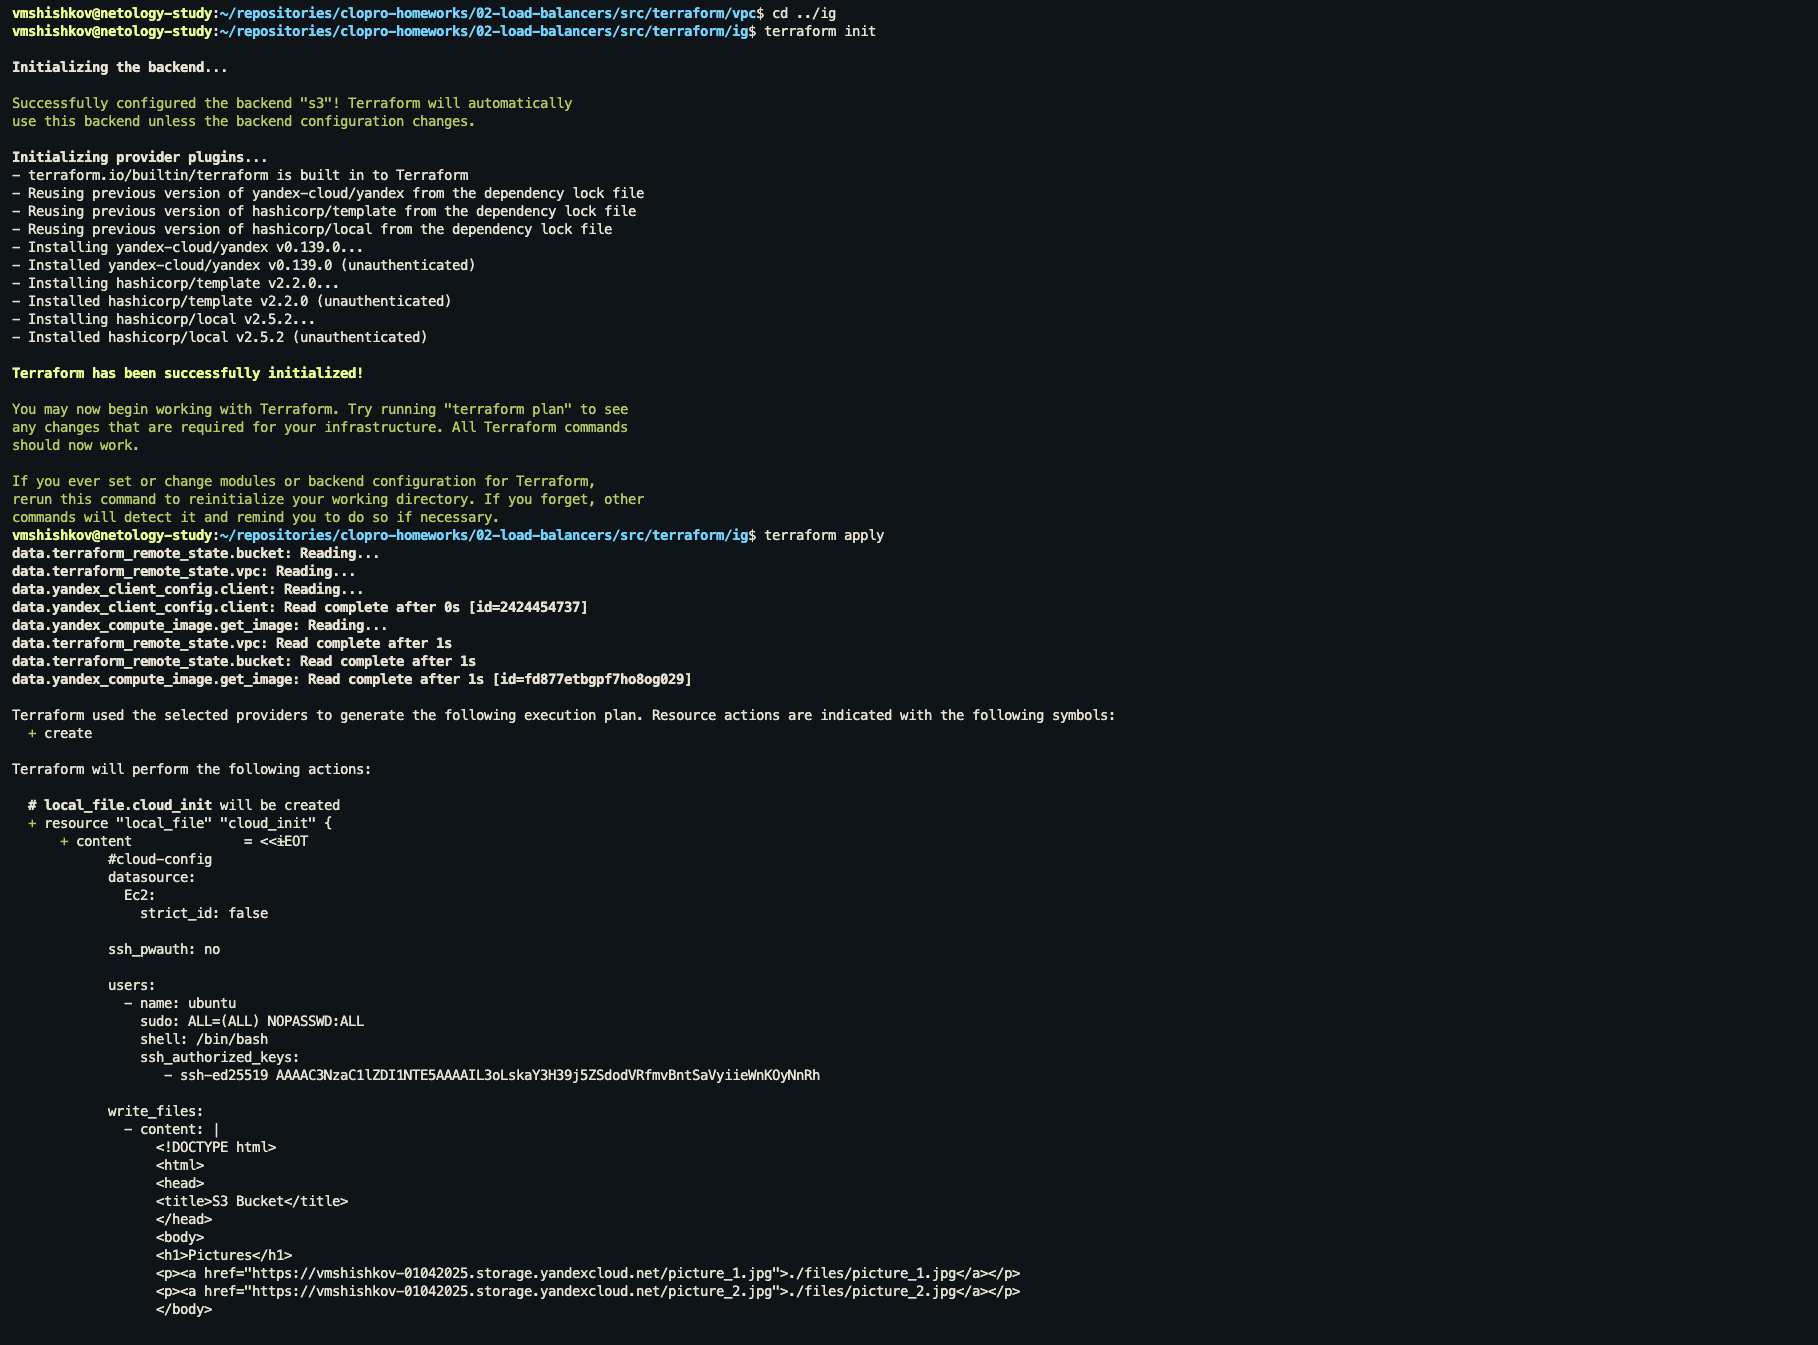 vmshishkov@netology-study:~/repositories/clopro-homeworks/02-load-balancers/src/terraform/vpc$ cd ../ig
vmshishkov@netology-study:~/repositories/clopro-homeworks/02-load-balancers/src/terraform/ig$ terraform init

Initializing the backend...

Successfully configured the backend "s3"! Terraform will automatically
use this backend unless the backend configuration changes.

Initializing provider plugins...
- terraform.io/builtin/terraform is built in to Terraform
- Reusing previous version of yandex-cloud/yandex from the dependency lock file
- Reusing previous version of hashicorp/template from the dependency lock file
- Reusing previous version of hashicorp/local from the dependency lock file
- Installing yandex-cloud/yandex v0.139.0...
- Installed yandex-cloud/yandex v0.139.0 (unauthenticated)
- Installing hashicorp/template v2.2.0...
- Installed hashicorp/template v2.2.0 (unauthenticated)
- Installing hashicorp/local v2.5.2...
- Installed hashicorp/local v2.5.2 (unauthenticated)

Terraform has been successfully initialized!

You may now begin working with Terraform. Try running "terraform plan" to see
any changes that are required for your infrastructure. All Terraform commands
should now work.

If you ever set or change modules or backend configuration for Terraform,
rerun this command to reinitialize your working directory. If you forget, other
commands will detect it and remind you to do so if necessary.
vmshishkov@netology-study:~/repositories/clopro-homeworks/02-load-balancers/src/terraform/ig$ terraform apply
data.terraform_remote_state.bucket: Reading...
data.terraform_remote_state.vpc: Reading...
data.yandex_client_config.client: Reading...
data.yandex_client_config.client: Read complete after 0s [id=2424454737]
data.yandex_compute_image.get_image: Reading...
data.terraform_remote_state.vpc: Read complete after 1s
data.terraform_remote_state.bucket: Read complete after 1s
data.yandex_compute_image.get_image: Read complete after 1s [id=fd877etbgpf7ho8og029]

Terraform used the selected providers to generate the following execution plan. Resource actions are indicated with the following symbols:
  + create

Terraform will perform the following actions:

  # local_file.cloud_init will be created
  + resource "local_file" "cloud_init" {
      + content              = <<-EOT
            #cloud-config
            datasource:
              Ec2:
                strict_id: false

            ssh_pwauth: no

            users:
              - name: ubuntu
                sudo: ALL=(ALL) NOPASSWD:ALL
                shell: /bin/bash
                ssh_authorized_keys:
                   - ssh-ed25519 AAAAC3NzaC1lZDI1NTE5AAAAIL3oLskaY3H39j5ZSdodVRfmvBntSaVyiieWnKOyNnRh

            write_files:
              - content: |
                  <!DOCTYPE html>
                  <html>
                  <head>
                  <title>S3 Bucket</title>
                  </head>
                  <body>
                  <h1>Pictures</h1>
                  <p><a href="https://vmshishkov-01042025.storage.yandexcloud.net/picture_1.jpg">./files/picture_1.jpg</a></p>
                  <p><a href="https://vmshishkov-01042025.storage.yandexcloud.net/picture_2.jpg">./files/picture_2.jpg</a></p>
                  </body>